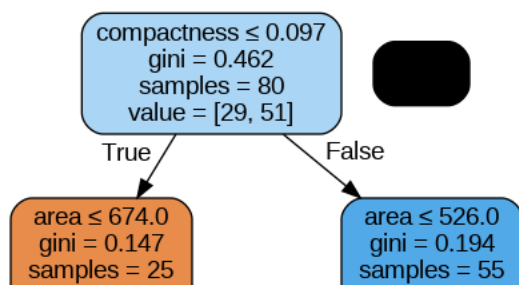 compactness ≤ 0.097
gini = 0.462
samples = 80
value = [29, 51]
True
False
area ≤ 674.0
gini = 0.147
samples = 25
area ≤ 526.0
gini = 0.194
samples = 55